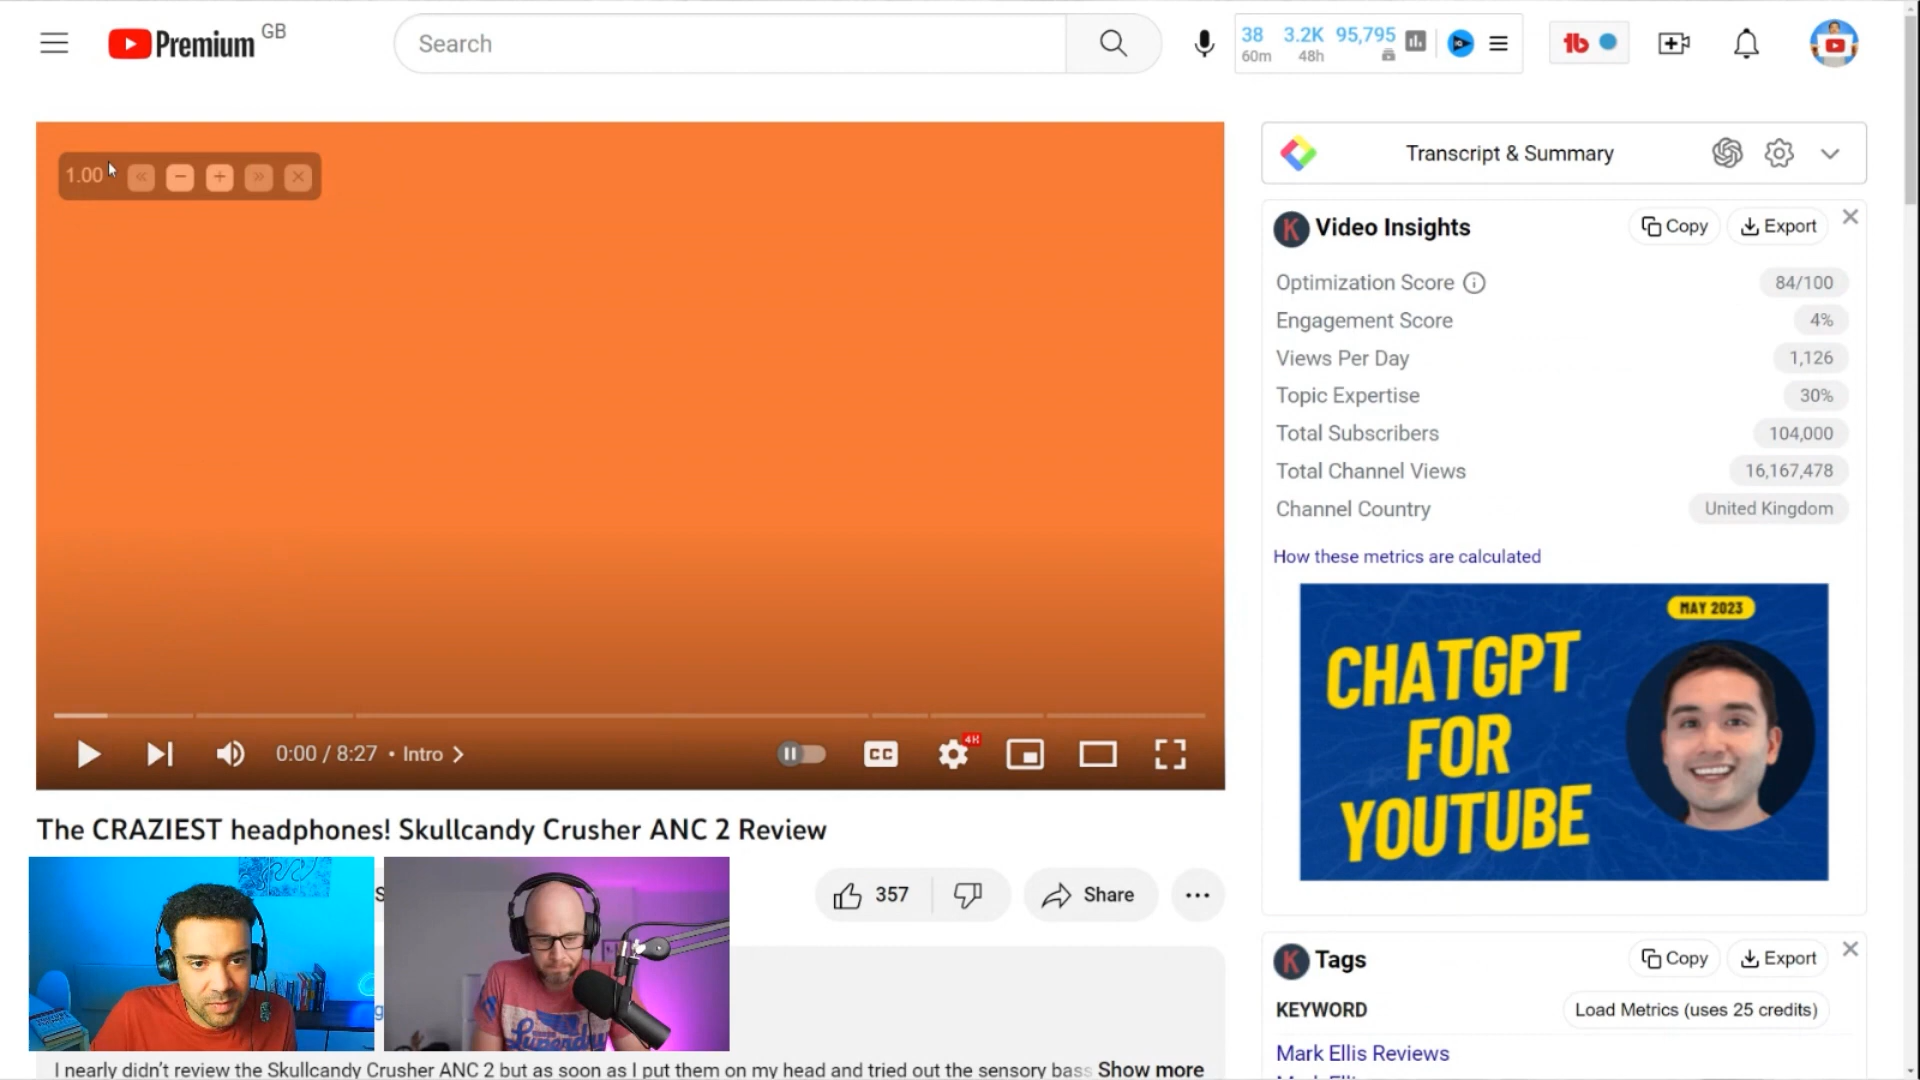 Premium GB
Search
38 3.2K 95,795
60m 48h
1.00
Transcript & Summary
K Video Insights Copy Export
Optimization Score 84/100
Engagement Score 4%
Views Per Day 1,126
Topic Expertise 30%
Total Subscribers 104,000
Total Channel Views 16,167,478
Channel Country United Kingdom
How these metrics are calculated
MAY 2023
CHATGPT
FOR
YOUTUBE
0:00 / 8:27 • Intro
CC
4K
The CRAZIEST headphones! Skullcandy Crusher ANC 2 Review
357 Share
K Tags Copy Export
KEYWORD Load Metrics (uses 25 credits)
Mark Ellis Reviews
I nearly didn't review the Skullcandy Crusher ANC 2 but as soon as I put them on my head and tried out the sensory bass Show more